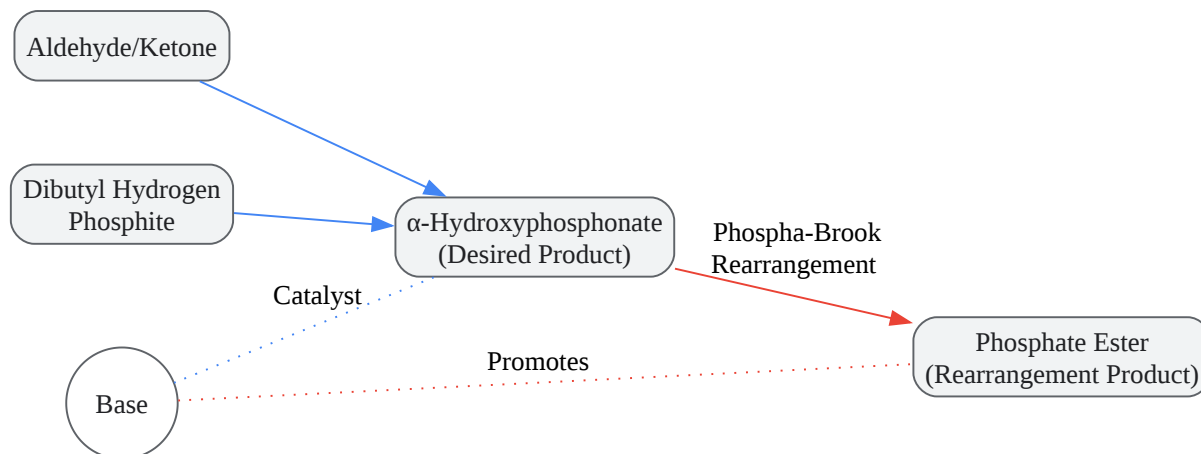 Aldehyde/Ketone
Dibutyl Hydrogen
Phosphite
α-Hydroxyphosphonate
(Desired Product)
Phospha-Brook
Rearrangement
Catalyst
Promotes
Phosphate Ester
(Rearrangement Product)
Base